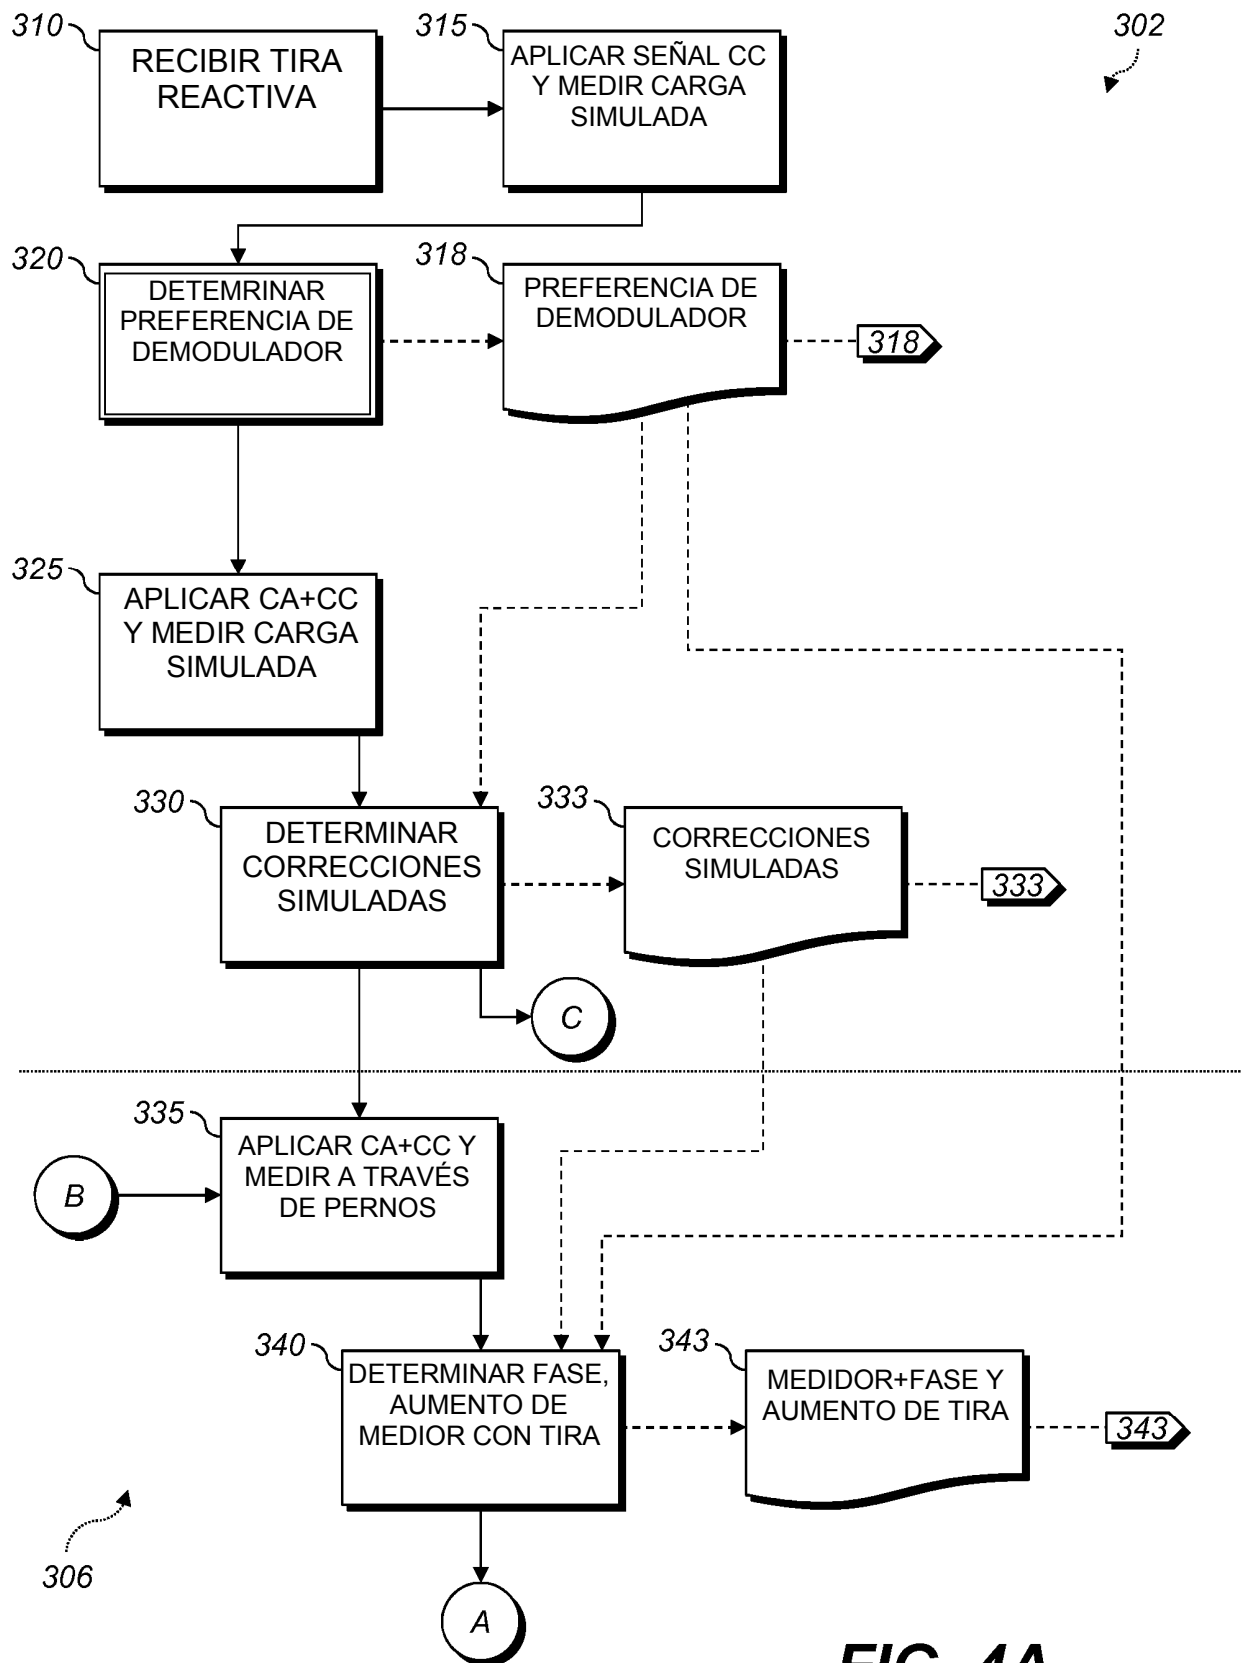 310
RECIBIR TIRA
REACTIVA
315
APLICAR SEÑAL CC
Y MEDIR CARGA
SIMULADA
302
320
DETEMRINAR
PREFERENCIA DE
DEMODULADOR
318
PREFERENCIA DE
DEMODULADOR
318
325
APLICAR CA+CC
Y MEDIR CARGA
SIMULADA
330
DETERMINAR
CORRECCIONES
SIMULADAS
333
CORRECCIONES
SIMULADAS
333
C
335
APLICAR CA+CC Y
MEDIR A TRAVÉS
DE PERNOS
B
340
DETERMINAR FASE,
AUMENTO DE
MEDIOR CON TIRA
343
MEDIDOR+FASE Y
AUMENTO DE TIRA
343
306
A
FIG. 4A